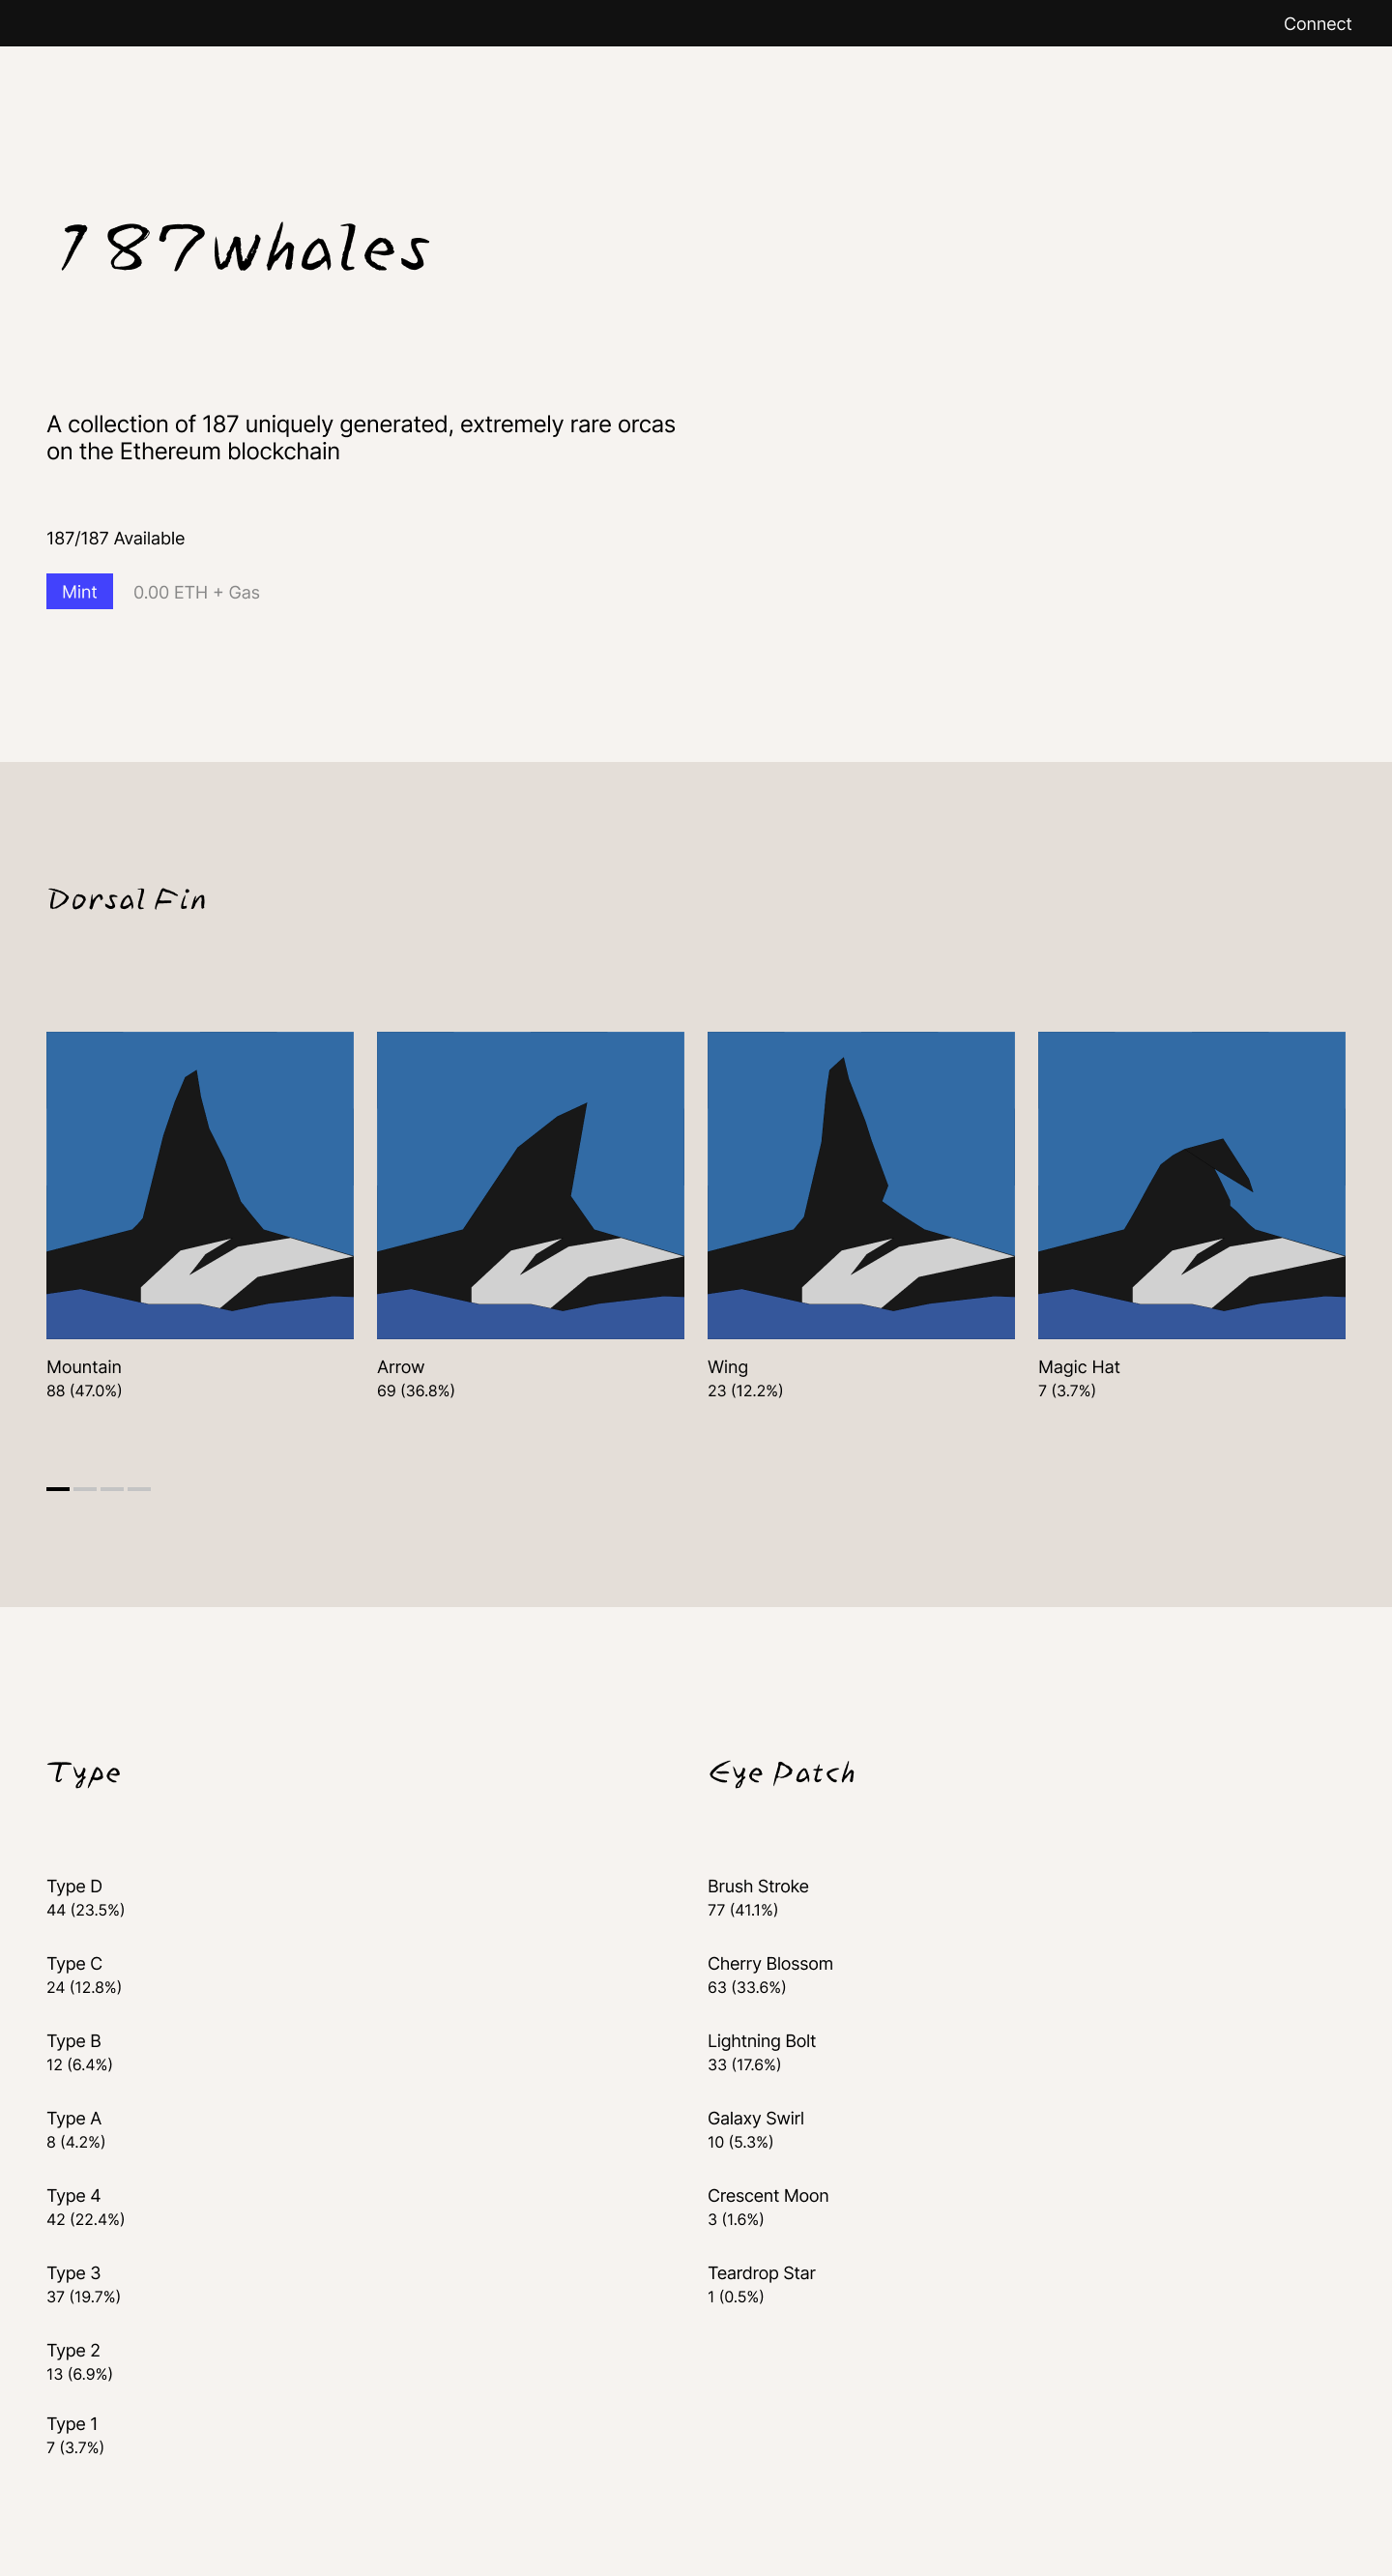 Connect
187whales
A collection of 187 uniquely generated, extremely rare orcas
on the Ethereum blockchain
187/187 Available
Mint 0.00 ETH + Gas
Dorsal Fin
Mountain
88 (47.0%)
Arrow
69 (36.8%)
Wing
23 (12.2%)
Magic Hat
7 (3.7%)
Type
Type D
44 (23.5%)
Type C
24 (12.8%)
Type B
12 (6.4%)
Type A
8 (4.2%)
Type 4
42 (22.4%)
Type 3
37 (19.7%)
Type 2
13 (6.9%)
Type 1
7 (3.7%)
Eye Patch
Brush Stroke
77 (41.1%)
Cherry Blossom
63 (33.6%)
Lightning Bolt
33 (17.6%)
Galaxy Swirl
10 (5.3%)
Crescent Moon
3 (1.6%)
Teardrop Star
1 (0.5%)